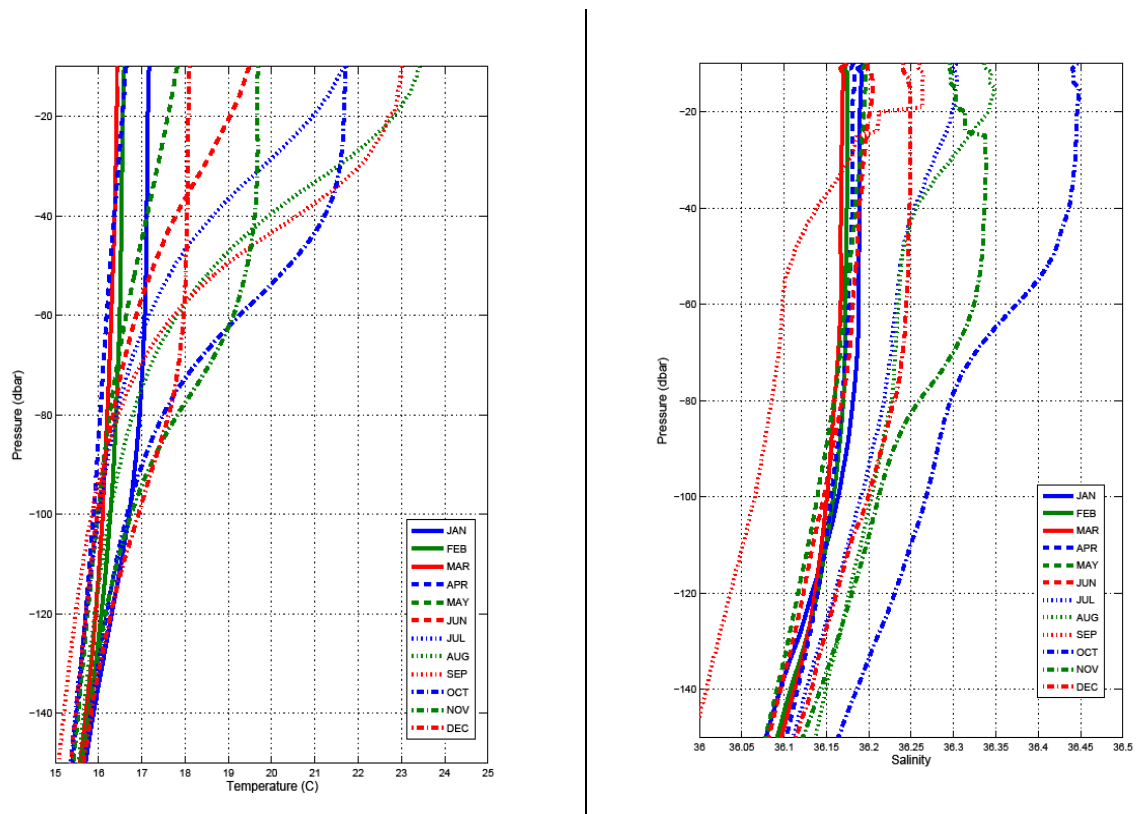 Pressure (dbar)
-20
-40
-60
-80
-100
-120
-140
15 16 17 18 19 20 21 22 23 24 25
Temperature (C)
JAN
FEB
MAR
APR
MAY
JUN
JUL
AUG
SEP
OCT
NOV
DEC
Pressure (dbar)
-20
-40
-60
-80
-100
-120
-140
36 36.05 36.1 36.15 36.2 36.25 36.3 36.35 36.4 36.45 36.5
Salinity
JAN
FEB
MAR
APR
MAY
JUN
JUL
AUG
SEP
OCT
NOV
DEC